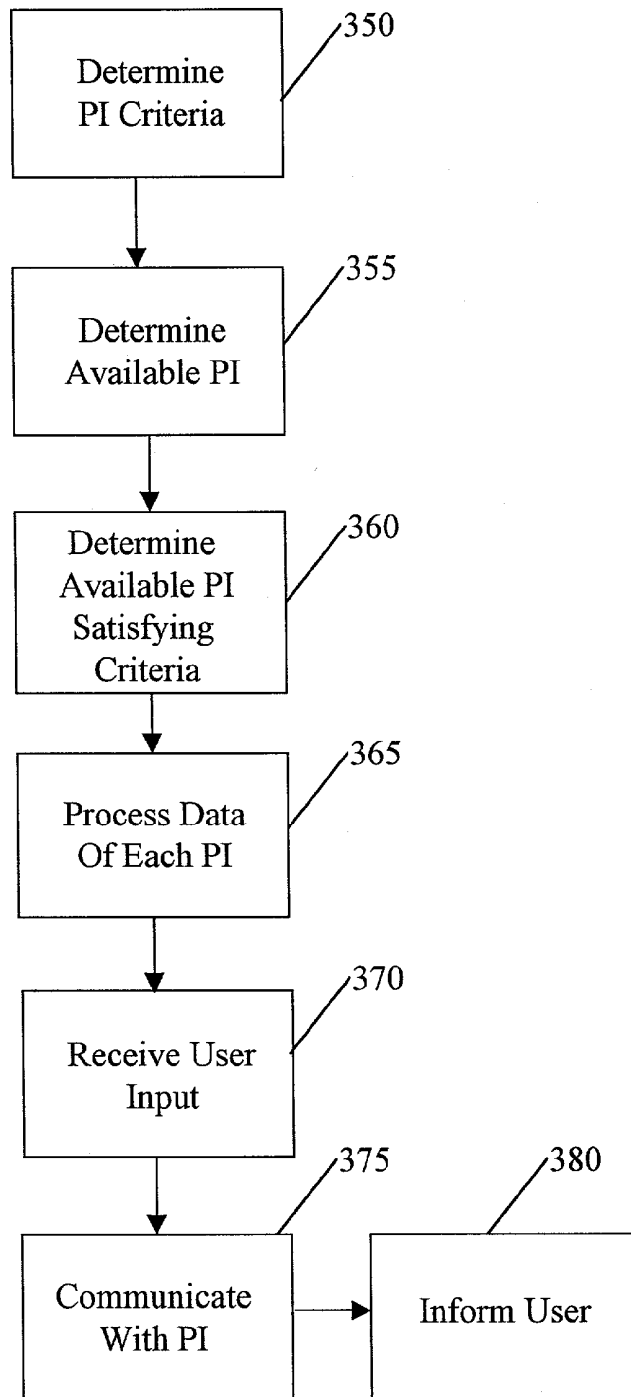 350
Determine
PI Criteria
355
Determine
Available PI
360
Determine
Available PI
Satisfying
Criteria
365
Process Data
Of Each PI
370
Receive User
Input
375
Communicate
With PI
380
Inform User